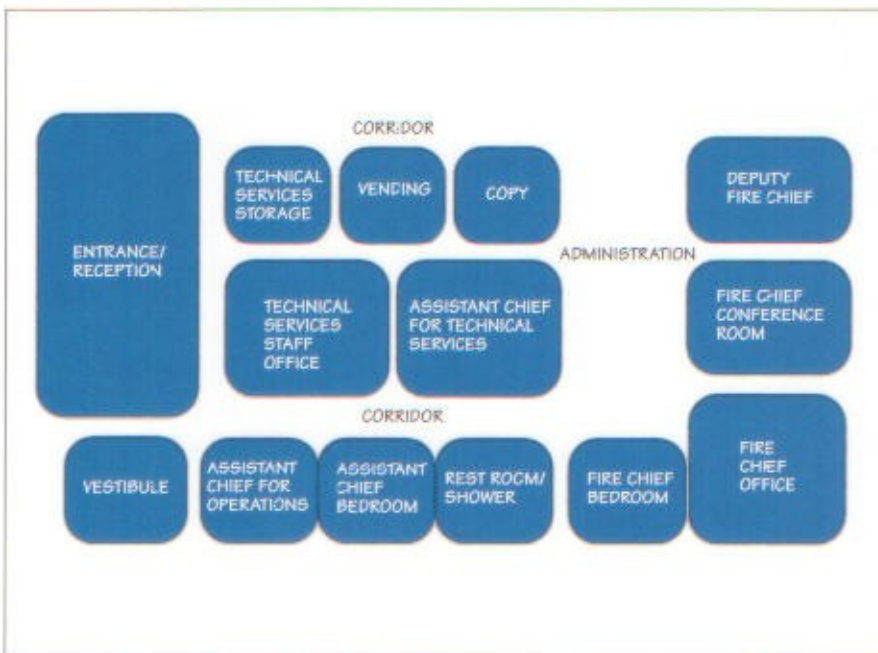 CORRIDOR
TECHNICAL
SERVICES
STORAGE
VENDING
COPY
DEPUTY
FIRE CHIEF
ENTRANCE/
RECEPTION
ADMINISTRATION
TECHNICAL
SERVICES
STAFF
OFFICE
ASSISTANT CHIEF
FOR TECHNICAL
SERVICES
FIRE CHIEF
CONFERENCE
ROOM
CORRIDOR
VESTIBULE
ASSISTANT
CHIEF FOR
OPERATIONS
ASSISTANT
CHIEF
BEDROOM
REST ROOM/
SHOWER
FIRE CHIEF
BEDROOM
FIRE
CHIEF
OFFICE